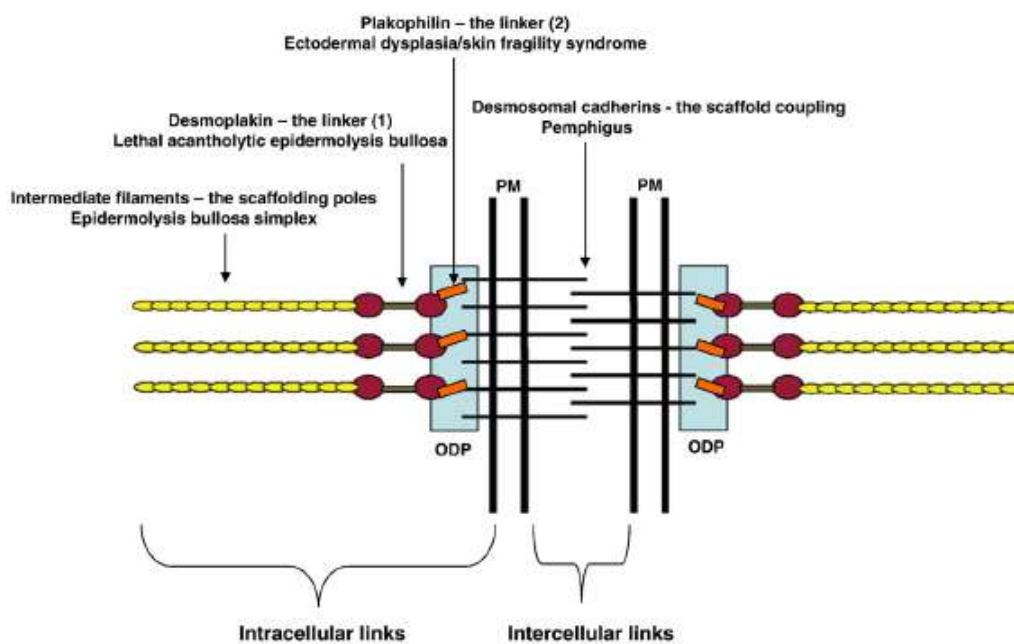 Plakophilin – the linker (2)
Ectodermal dysplasia/skin fragility syndrome
Desmosomal cadherins - the scaffold coupling
Pemphigus
Desmoplakin – the linker (1)
Lethal acantholytic epidermolysis bullosa
Intermediate filaments – the scaffolding poles
Epidermolysis bullosa simplex
PM
PM
ODP
ODP
Intracellular links
Intercellular links